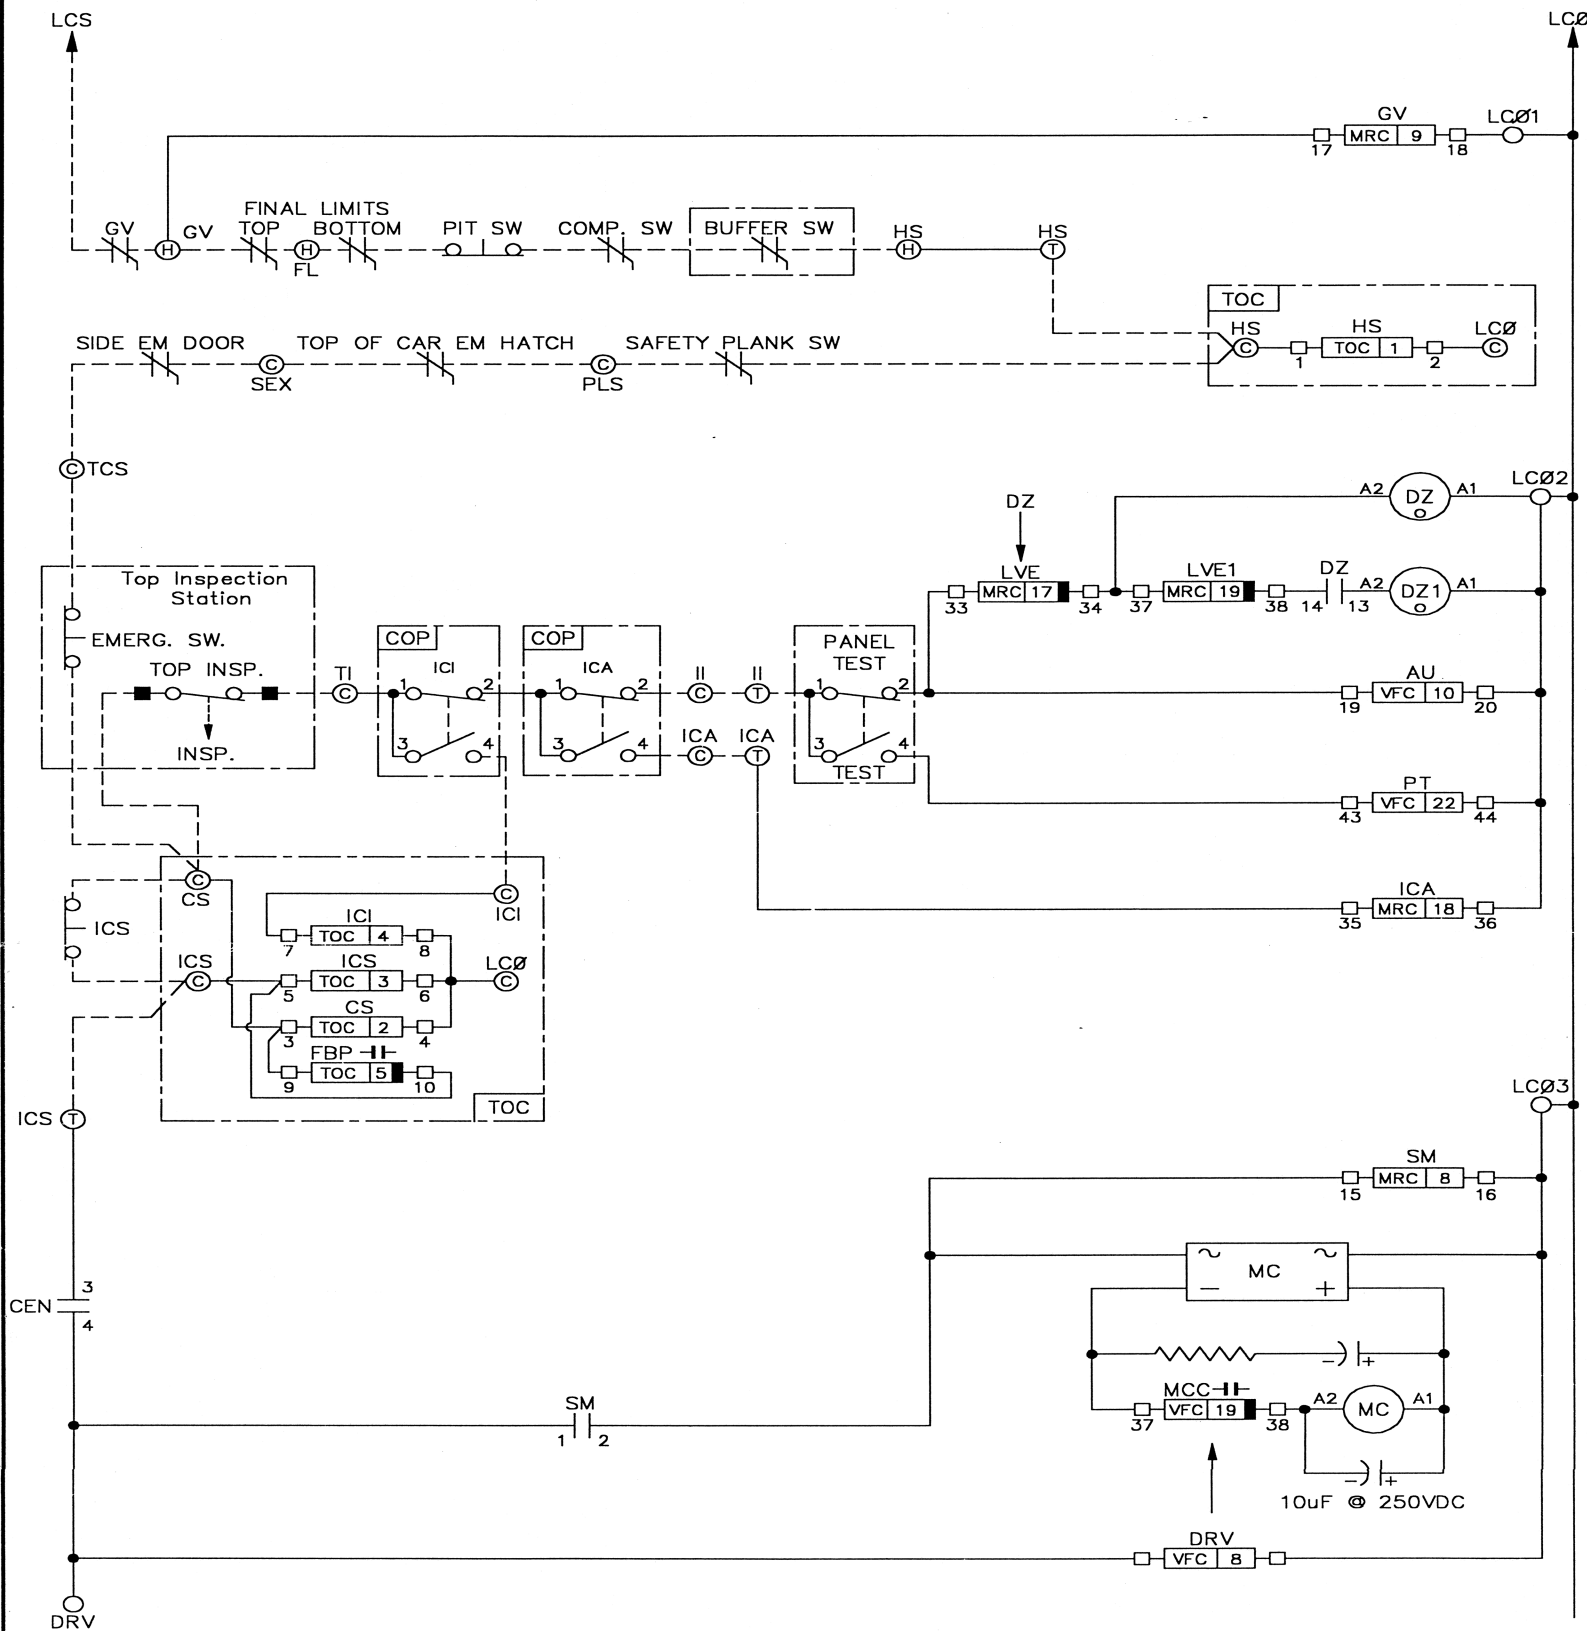 LCS
LCØ
GV
LCØ1
MRC 9
17
18
FINAL LIMITS
GV
H
GV
TOP
BOTTOM
PIT SW
COMP. SW
BUFFER SW
HS
HS
H
H
T
FL
TOC
HS
HS
LCØ
C
TOC 1
C
1
2
SIDE EM DOOR
TOP OF CAR EM HATCH
SAFETY PLANK SW
C
C
SEX
PLS
C TCS
LCØ2
A2
DZ
A1
DZ
LVE
LVE1
DZ
MRC 17
MRC 19
A2
DZ1
A1
33
34
37
38
14
13
Top Inspection
Station
EMERG. SW.
TOP INSP.
INSP.
TI
C
COP
ICI
1
2
3
4
COP
ICA
1
2
3
4
II
II
C
T
ICA
ICA
C
T
PANEL
TEST
1
2
3
4
TEST
AU
VFC 10
19
20
PT
VFC 22
43
44
ICA
MRC 18
35
36
C
CS
C
ICI
ICS
ICI
TOC 4
7
8
ICS
C
ICS
TOC 3
5
6
LCØ
C
CS
TOC 2
3
4
FBP
TOC 5
9
10
TOC
ICS T
LCØ3
SM
MRC 8
15
16
MC
~
~
−
+
CEN
3
4
−
+
MCC
VFC 19
37
38
A2
MC
A1
−
+
10uF @ 250VDC
SM
1
2
DRV
VFC 8
DRV